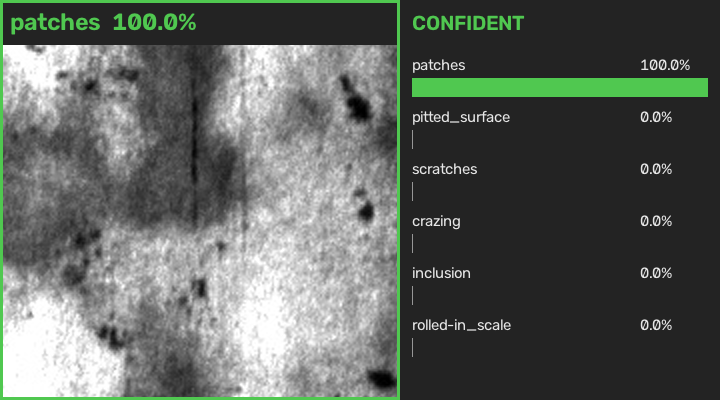 patches 100.0%
CONFIDENT
patches 100.0%
pitted_surface 0.0%
scratches 0.0%
crazing 0.0%
inclusion 0.0%
rolled-in_scale 0.0%